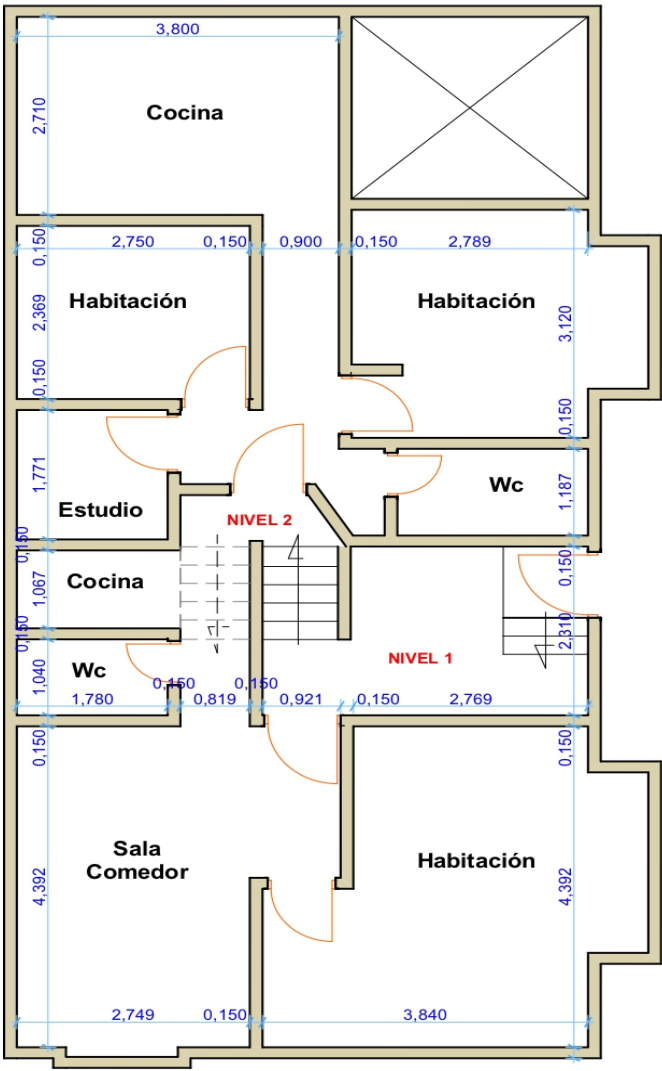 3,800
Cocina
2,710
2,750
0,150
0,900
0,150
2,789
0,150
Habitación
Habitación
2,369
3,120
0,150
0,150
1,771
Wc
1,187
Estudio
NIVEL 2
0,150
Cocina
1,067
0,150
0,150
2,310
NIVEL 1
Wc
1,040
0,150
0,150
1,780
0,819
0,921
0,150
2,769
0,150
0,150
Sala
Comedor
Habitación
4,392
4,392
2,749
0,150
3,840